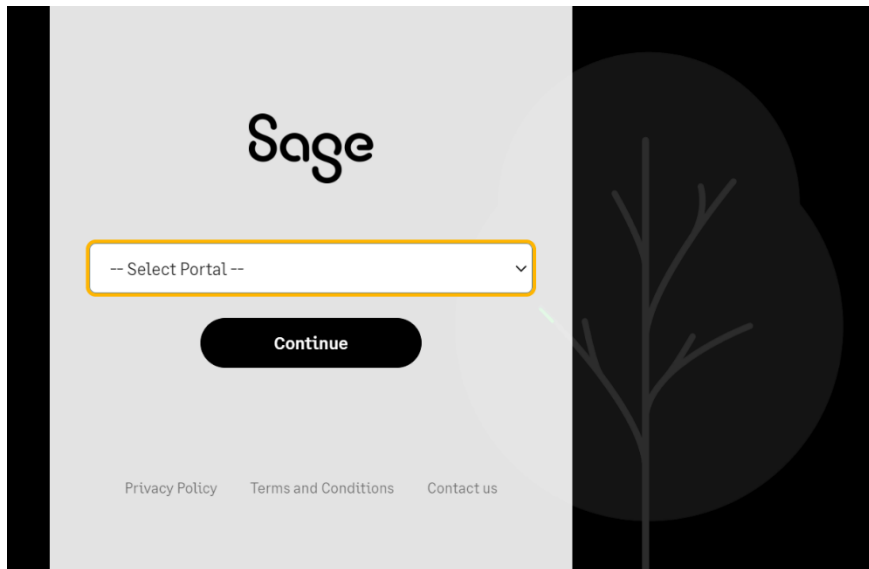 Sage
-- Select Portal --
Continue
Privacy Policy Terms and Conditions Contact us